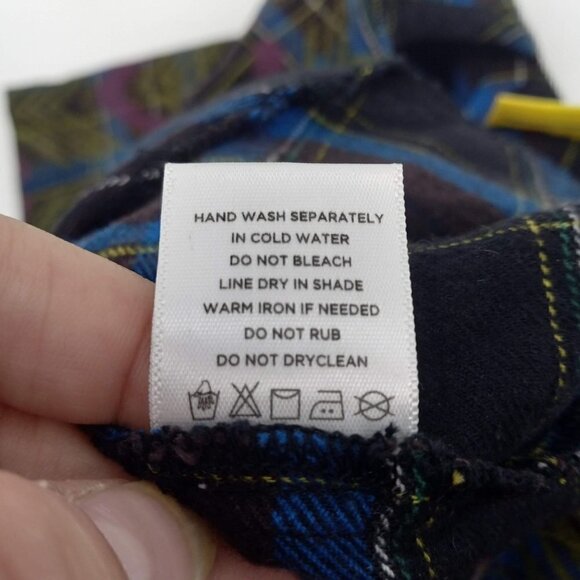 HAND WASH SEPARATELY
IN COLD WATER
DO NOT BLEACH
LINE DRY IN SHADE
WARM IRON IF NEEDED
DO NOT RUB
DO NOT DRYCLEAN